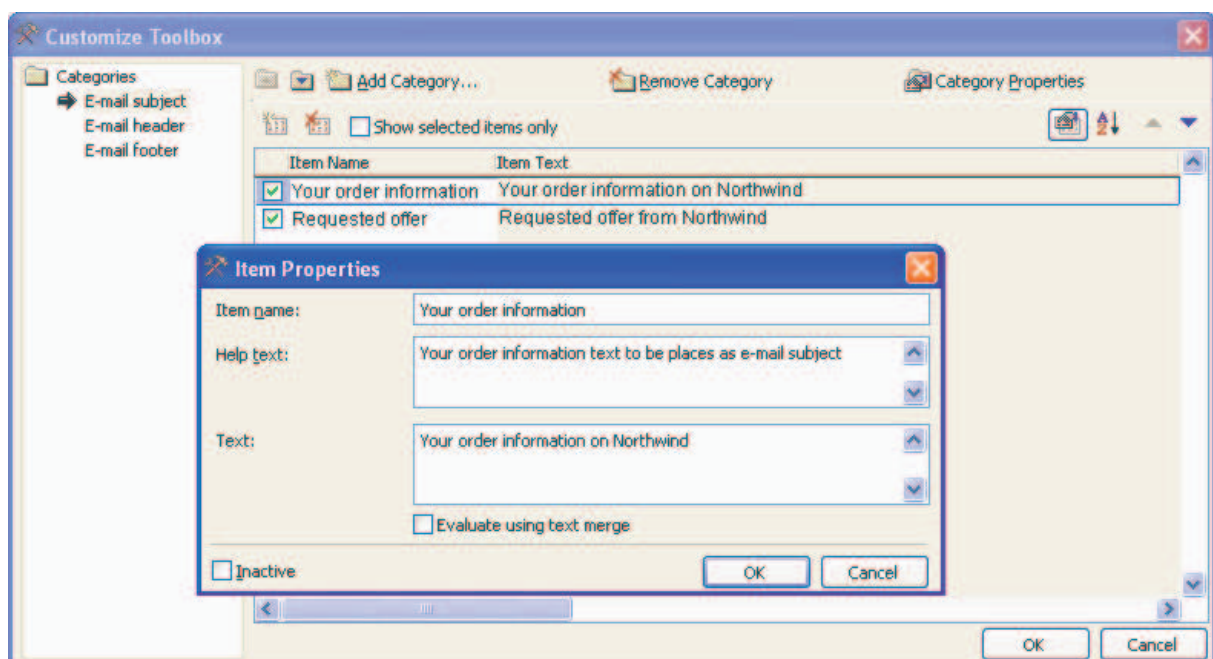 Customize Toolbox
Categories
E-mail subject
E-mail header
E-mail footer
Add Category...
Remove Category
Category Properties
Show selected items only
Item Name
Item Text
Your order information
Your order information on Northwind
Requested offer
Requested offer from Northwind
Item Properties
Item name:
Your order information
Help text:
Your order information text to be places as e-mail subject
Text:
Your order information on Northwind
Evaluate using text merge
Inactive
OK
Cancel
OK
Cancel